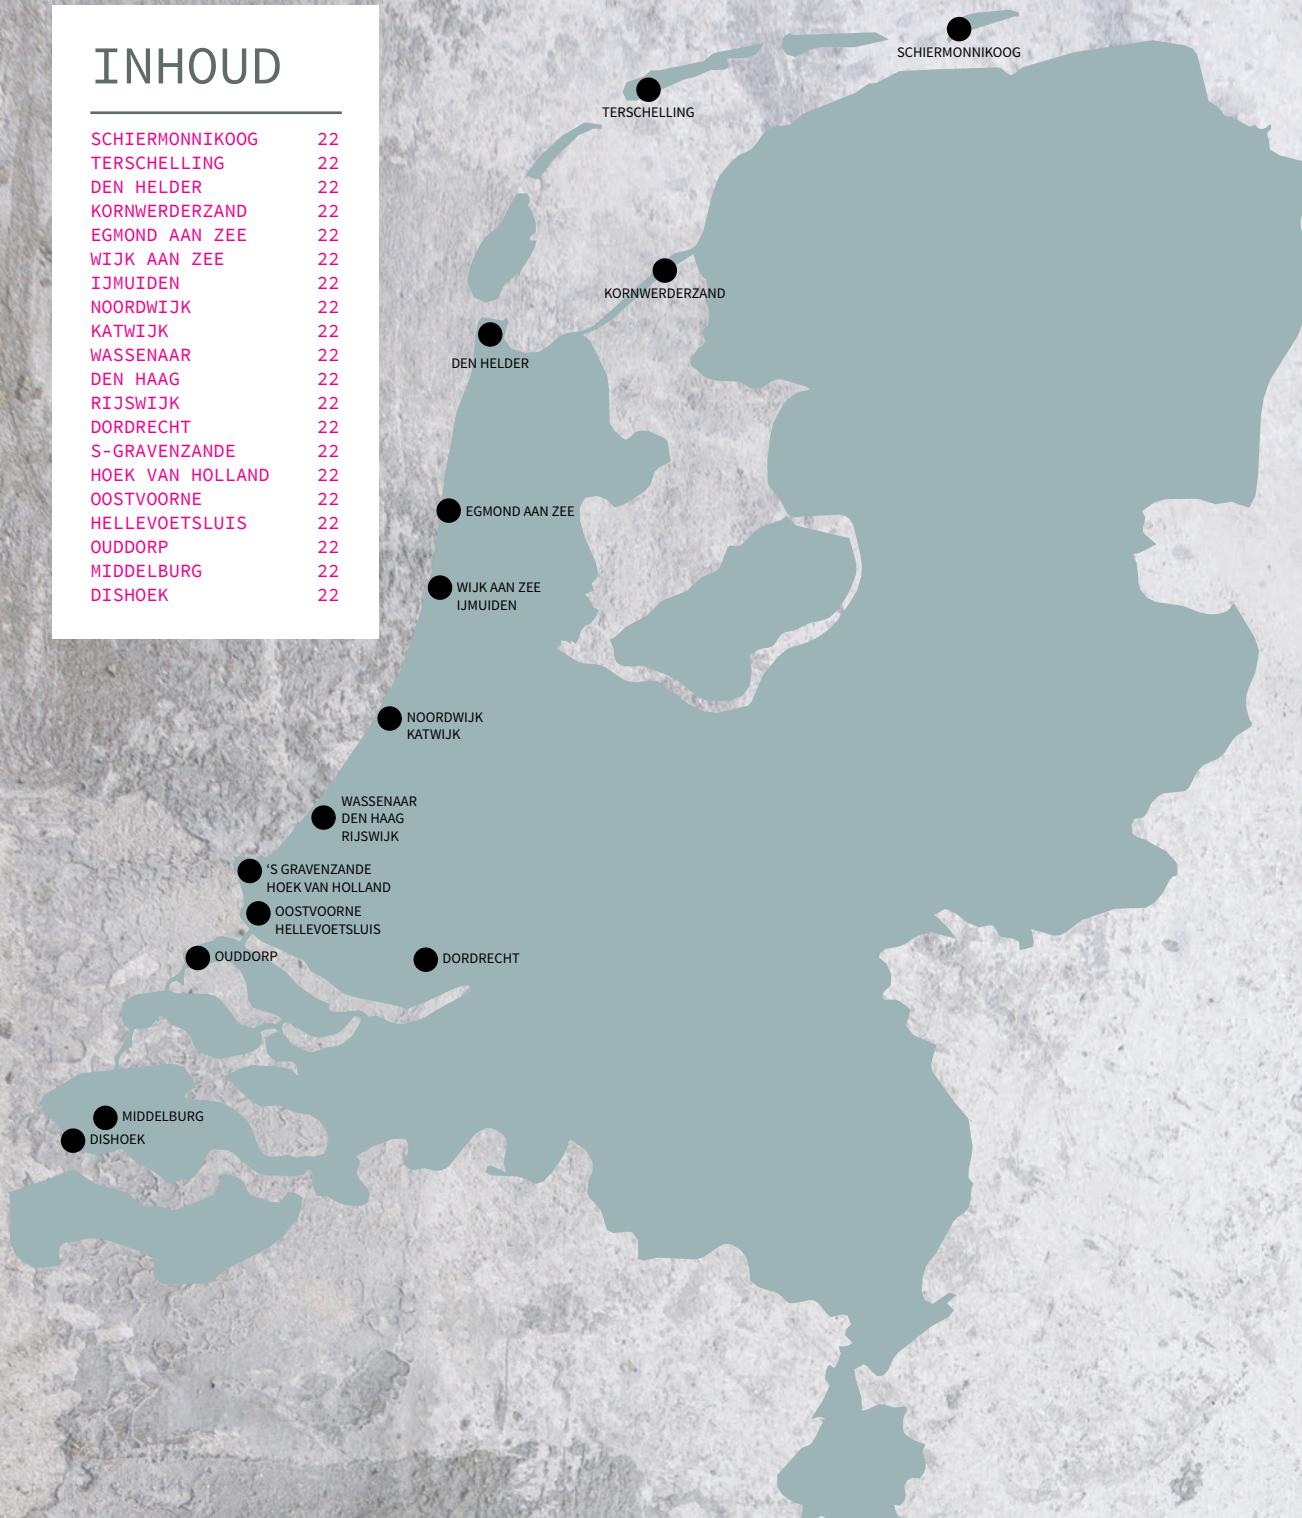 INHOUD
SCHIERMONNIKOOG 22
TERSCHELLING 22
DEN HELDER 22
KORNWERDERZAND 22
EGMOND AAN ZEE 22
WIJK AAN ZEE 22
IJMUIDEN 22
NOORDWIJK 22
KATWIJK 22
WASSENAAR 22
DEN HAAG 22
RIJSWIJK 22
DORDRECHT 22
S-GRAVENZANDE 22
HOEK VAN HOLLAND 22
OOSTVOORNE 22
HELLEVOETSLUIS 22
OUDDORP 22
MIDDELBURG 22
DISHOEK 22
SCHIERMONNIKOOG
TERSCHELLING
KORNWERDERZAND
DEN HELDER
EGMOND AAN ZEE
WIJK AAN ZEE
IJMUIDEN
NOORDWIJK
KATWIJK
WASSENAAR
DEN HAAG
RIJSWIJK
‘S GRAVENZANDE
HOEK VAN HOLLAND
OOSTVOORNE
HELLEVOETSLUIS
OUDDORP
DORDRECHT
MIDDELBURG
DISHOEK